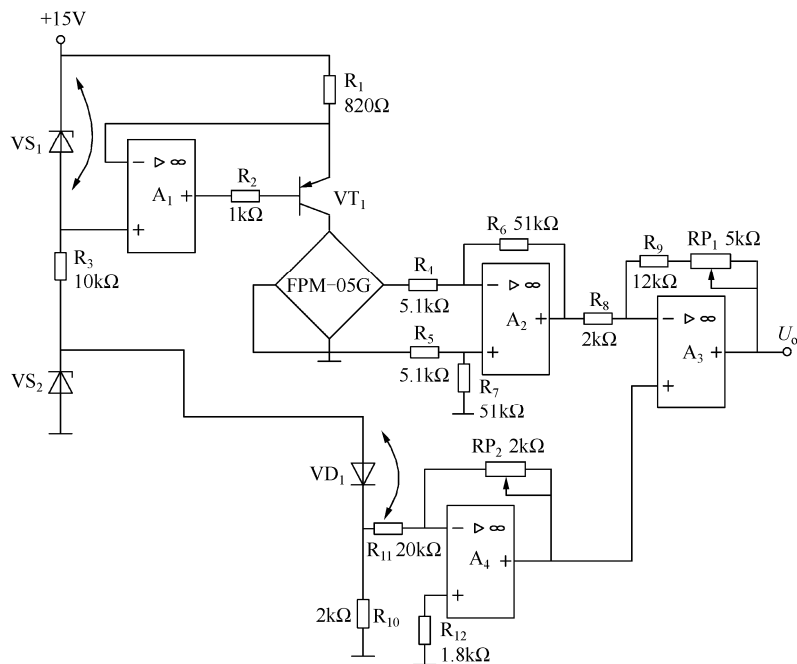 +15V
R₁
820Ω
VS₁
− ▷ ∞
A₁ +
+
R₂
1kΩ
VT₁
R₃
10kΩ
FPM−05G
R₄
5.1kΩ
R₅
5.1kΩ
R₆ 51kΩ
− ▷ ∞
A₂ +
+
R₇
51kΩ
R₈
2kΩ
R₉
12kΩ
RP₁ 5kΩ
− ▷ ∞
A₃ +
+
Uₒ
VS₂
VD₁
RP₂ 2kΩ
R₁₁ 20kΩ
− ▷ ∞
A₄ +
+
2kΩ R₁₀
R₁₂
1.8kΩ